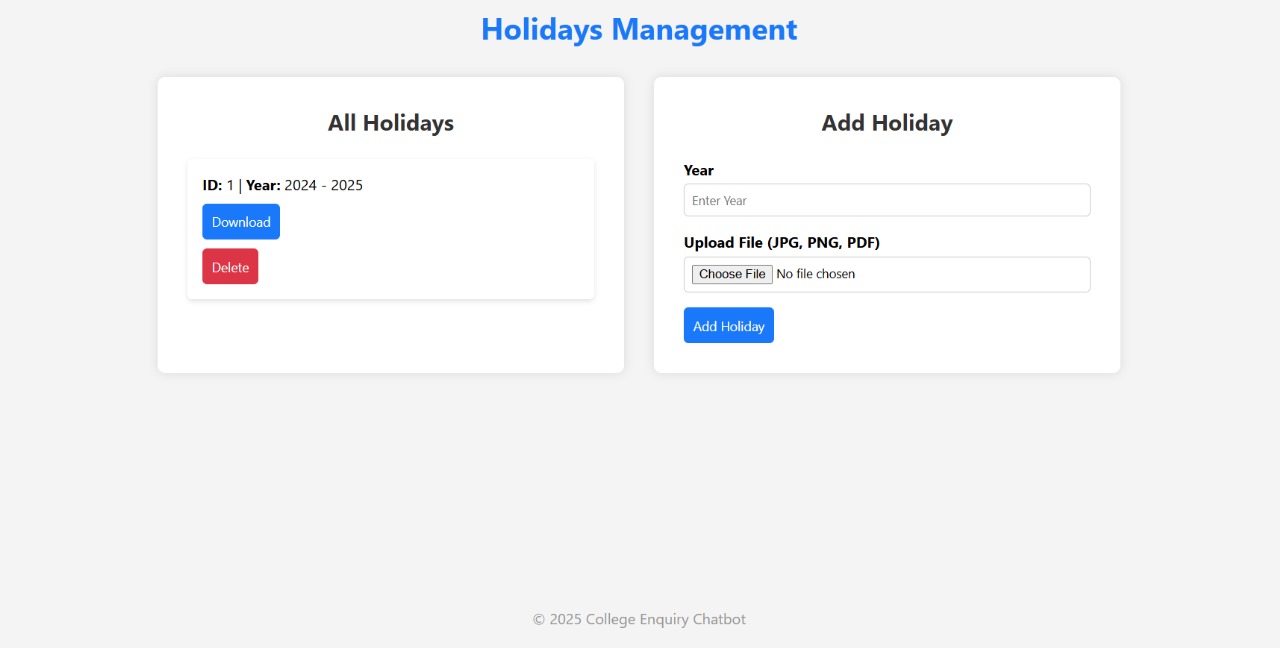 Holidays Management
All Holidays
ID: 1 | Year: 2024 - 2025
Download
Delete
Add Holiday
Year
Enter Year
Upload File (JPG, PNG, PDF)
Choose File No file chosen
Add Holiday
© 2025 College Enquiry Chatbot